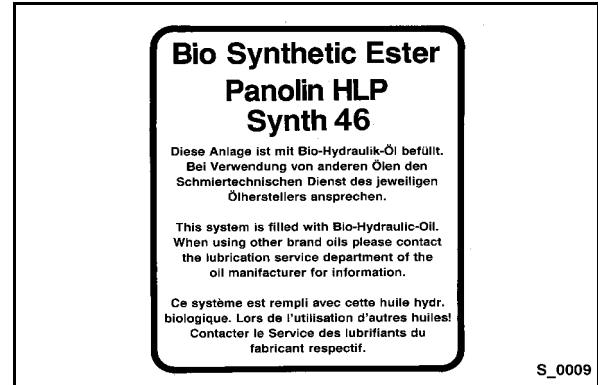 Bio Synthetic Ester
Panolin HLP
Synth 46
Diese Anlage ist mit Bio-Hydraulik-Öl befüllt.
Bei Verwendung von anderen Ölen den
Schmiertechnischen Dienst des jeweiligen
Ölherstellers ansprechen.
This system is filled with Bio-Hydraulic-Oil.
When using other brand oils please contact
the lubrication service department of the
oil manifacturer for information.
Ce système est rempli avec cette huile hydr.
biologique. Lors de l'utilisation d'autres huiles!
Contacter le Service des lubrifiants du
fabricant respectif.
S_0009